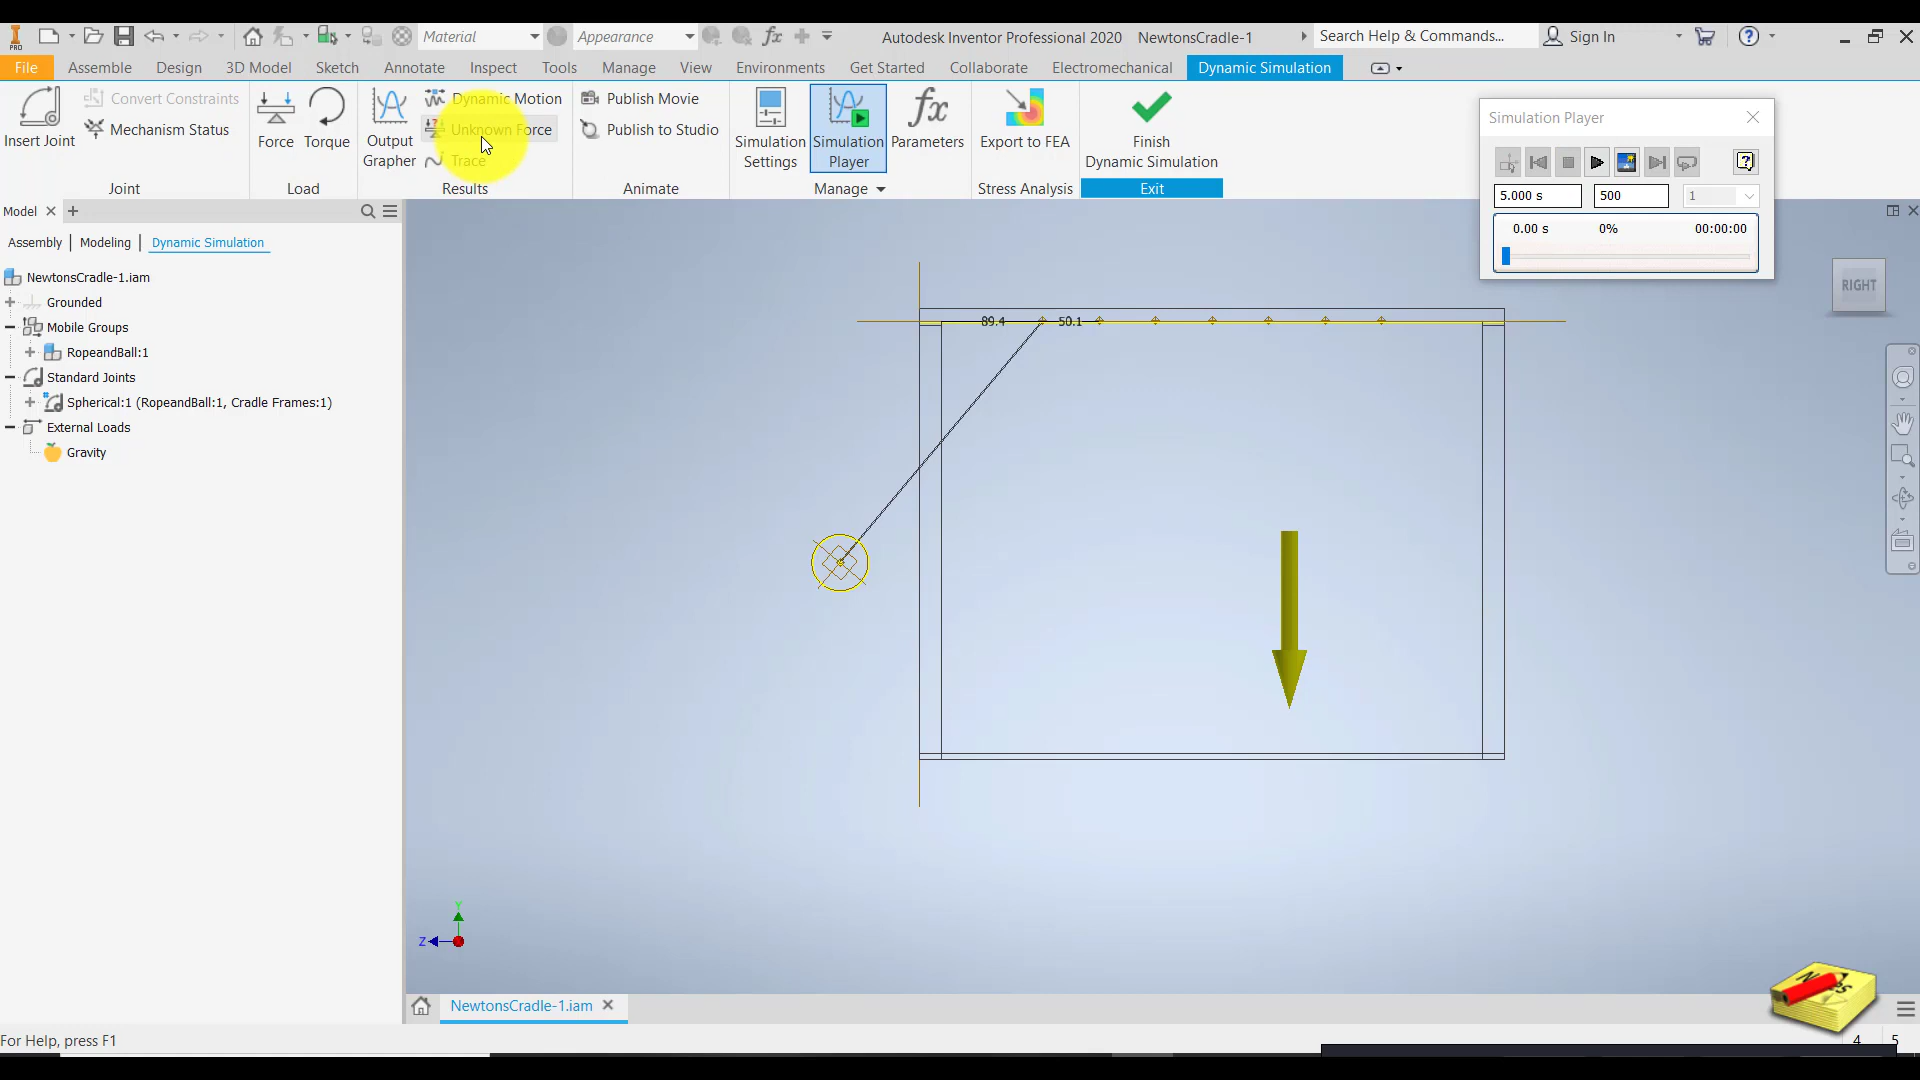 PRO
Material
Appearance
Autodesk Inventor Professional 2020 NewtonsCradle-1
Search Help & Commands...
Sign In
File Assemble Design 3D Model Sketch Annotate Inspect Tools Manage View Environments Get Started Collaborate Electromechanical Dynamic Simulation
Insert Joint
Convert Constraints
Mechanism Status
Joint
Force
Torque
Load
Output
Grapher
Dynamic Motion
Unknown Force
Trace
Results
Publish Movie
Publish to Studio
Animate
Simulation
Settings
Simulation
Player
fx
Parameters
Manage
Export to FEA
Stress Analysis
Finish
Dynamic Simulation
Exit
Simulation Player
5.000 s 500 1
0.00 s 0% 00:00:00
Model
Assembly Modeling Dynamic Simulation
NewtonsCradle-1.iam
Grounded
Mobile Groups
RopeandBall:1
Standard Joints
Spherical:1 (RopeandBall:1, Cradle Frames:1)
External Loads
Gravity
89.4 50.1
RIGHT
Y
Z
NewtonsCradle-1.iam
For Help, press F1
4 5